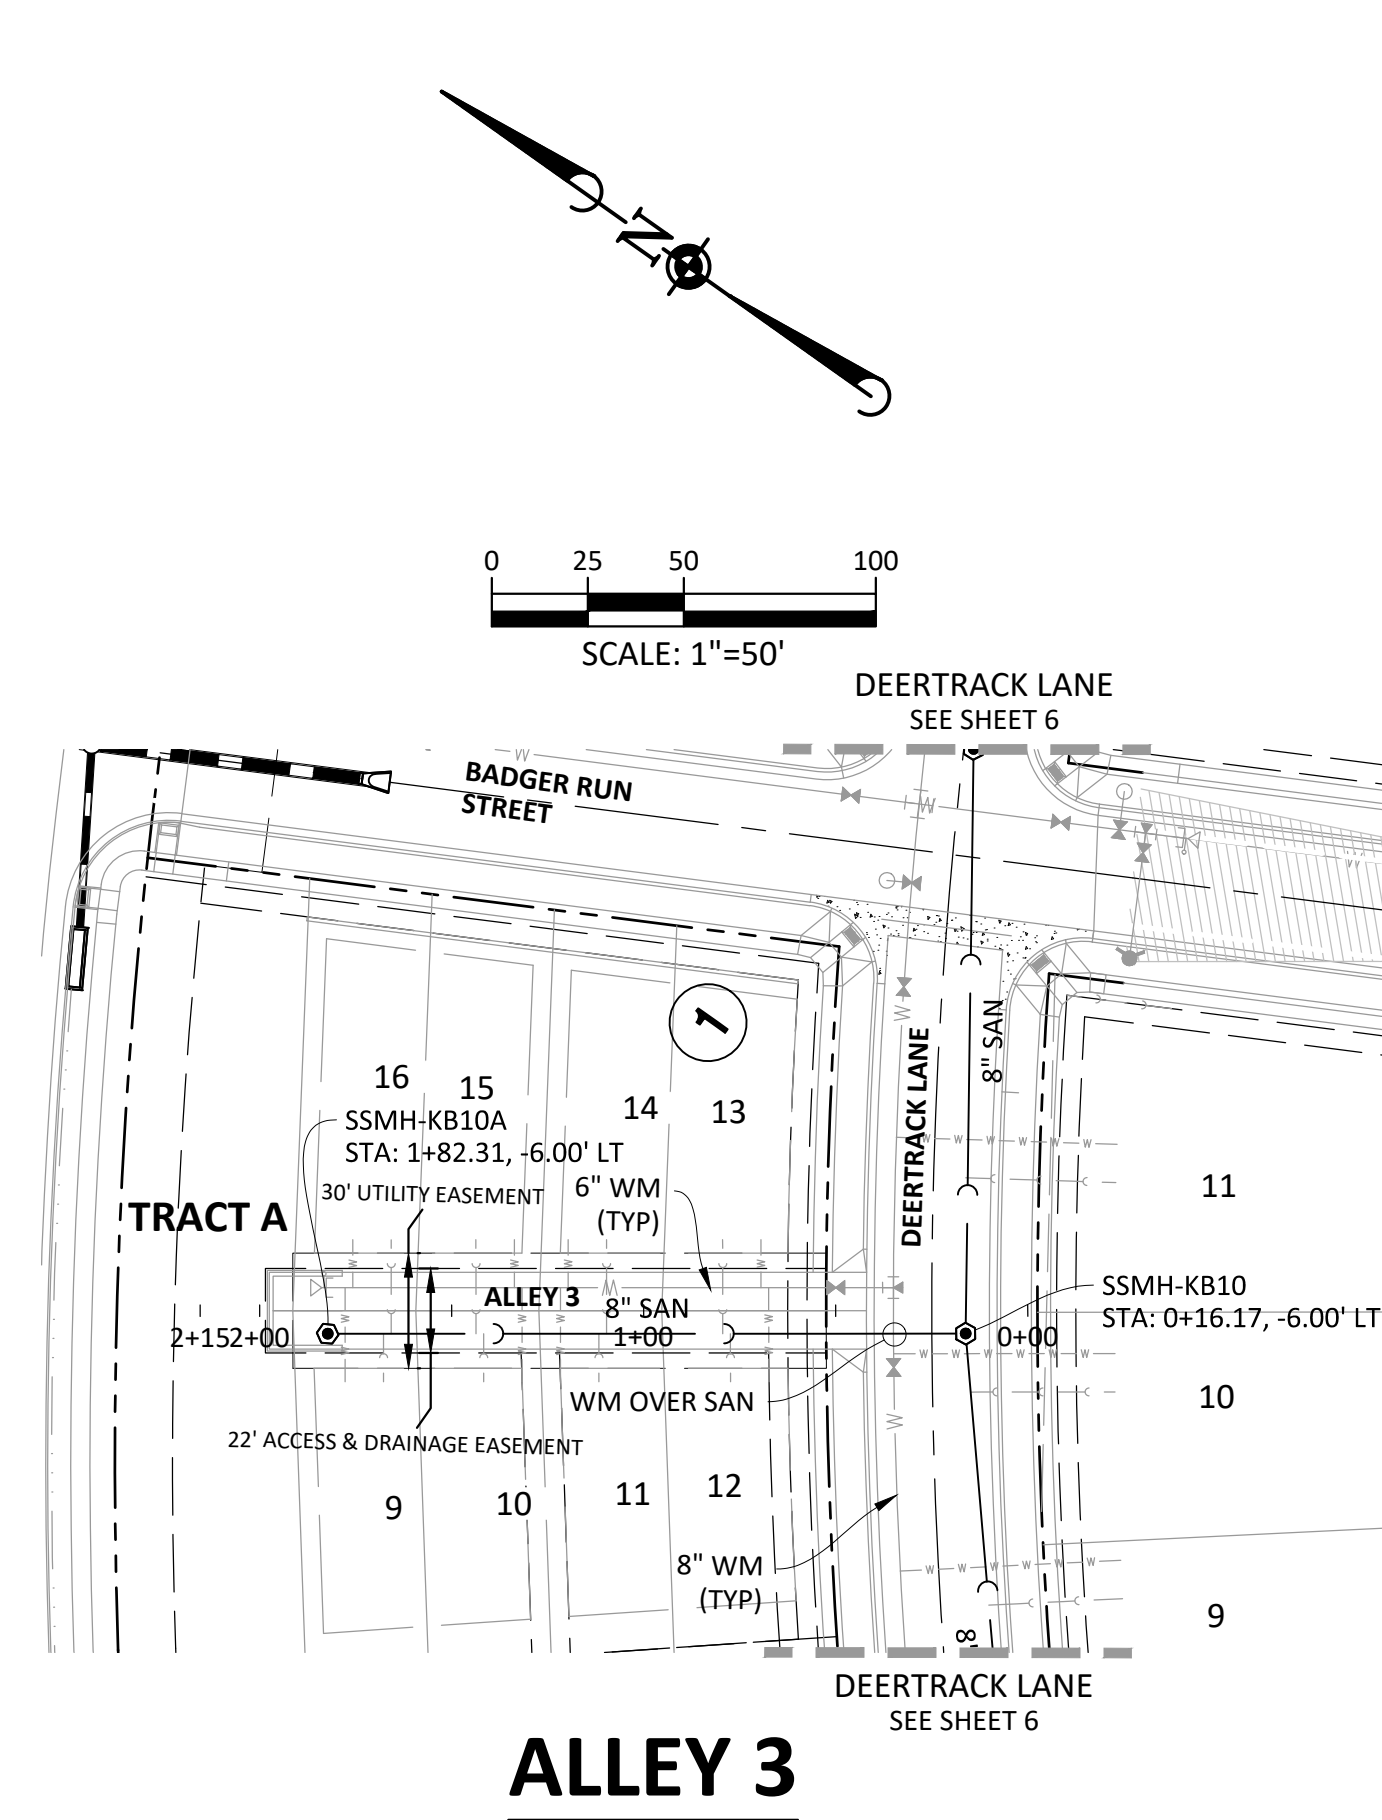 N
0 25 50 100
SCALE: 1"=50'
DEERTRACK LANE
SEE SHEET 6
BADGER RUN
STREET
W
W
W
1
W
8" SAN
DEERTRACK LANE
16
15
14
13
SSMH-KB10A
STA: 1+82.31, -6.00' LT
30' UTILITY EASEMENT
6" WM
(TYP)
W W W W
11
TRACT A
ALLEY 3
8" SAN
SSMH-KB10
STA: 0+16.17, -6.00' LT
2+15 2+00
1+00
0+00
W W W W
WM OVER SAN
10
W
22' ACCESS & DRAINAGE EASEMENT
9
10
11
12
8" WM
(TYP)
W W W W
9
8"
DEERTRACK LANE
SEE SHEET 6
ALLEY 3